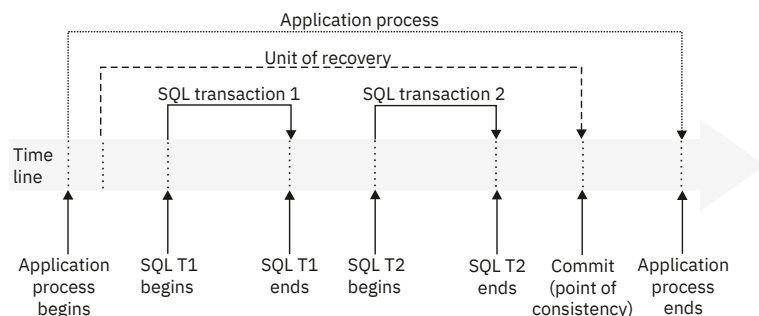 Application process
Unit of recovery
SQL transaction 1
SQL transaction 2
Time
line
Application
process
begins
SQL T1
begins
SQL T1
ends
SQL T2
begins
SQL T2
ends
Commit
(point of
consistency)
Application
process
ends